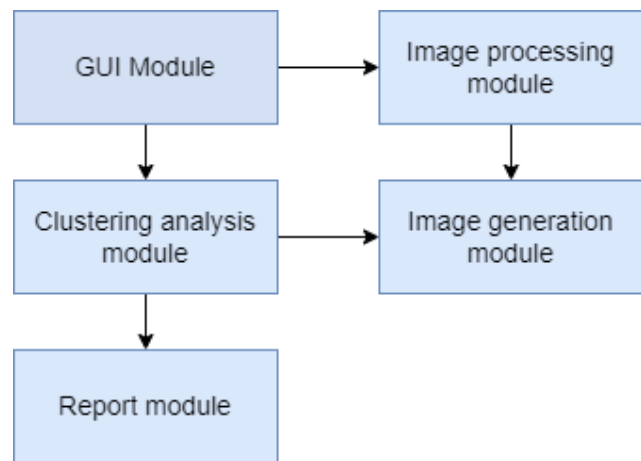 GUI Module
Image processing
module
Clustering analysis
module
Image generation
module
Report module